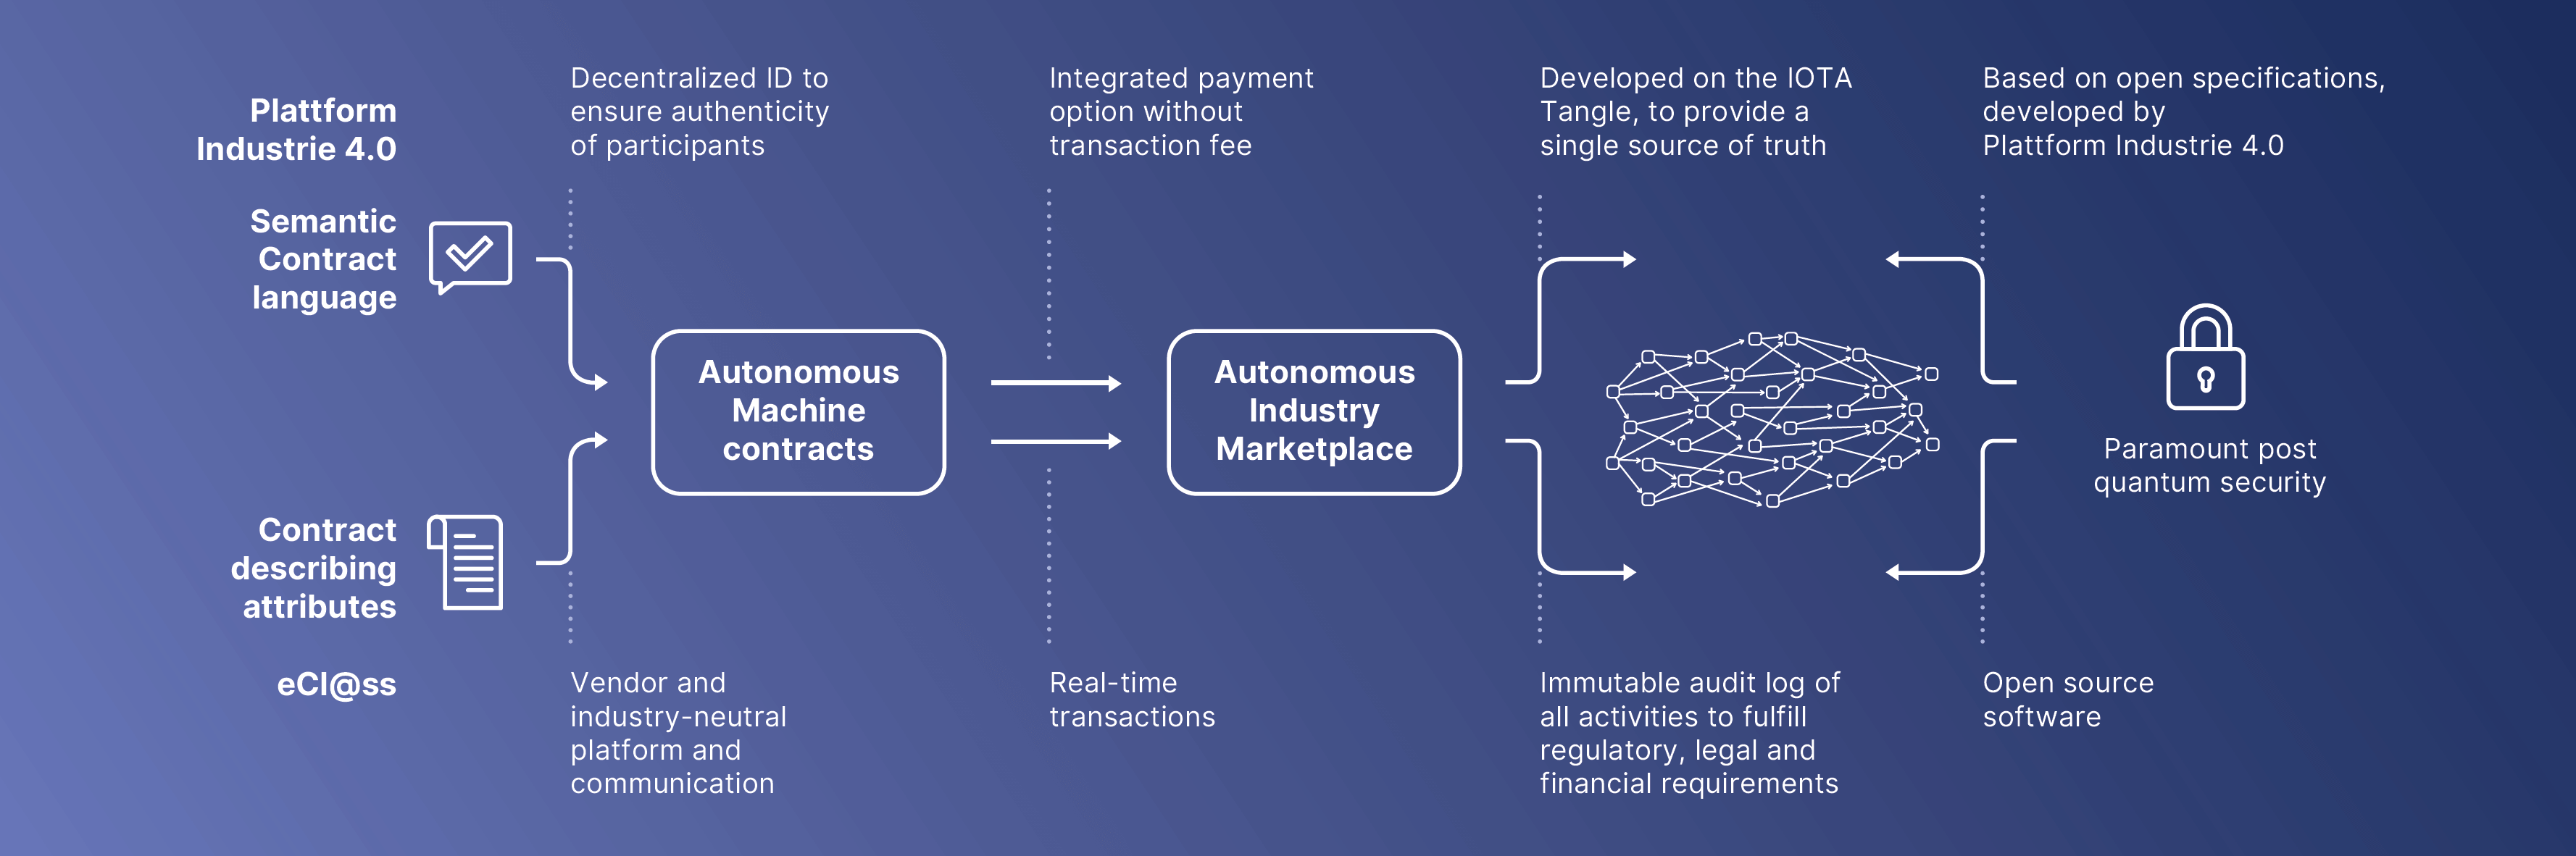 Plattform
Industrie 4.0
Semantic
Contract
language
Contract
describing
attributes
eCl@ss
Decentralized ID to
ensure authenticity
of participants
Vendor and
industry-neutral
platform and
communication
Autonomous
Machine
contracts
Integrated payment
option without
transaction fee
Real-time
transactions
Autonomous
Industry
Marketplace
Developed on the IOTA
Tangle, to provide a
single source of truth
Immutable audit log of
all activities to fulfill
regulatory, legal and
financial requirements
Based on open specifications,
developed by
Plattform Industrie 4.0
Open source
software
Paramount post
quantum security